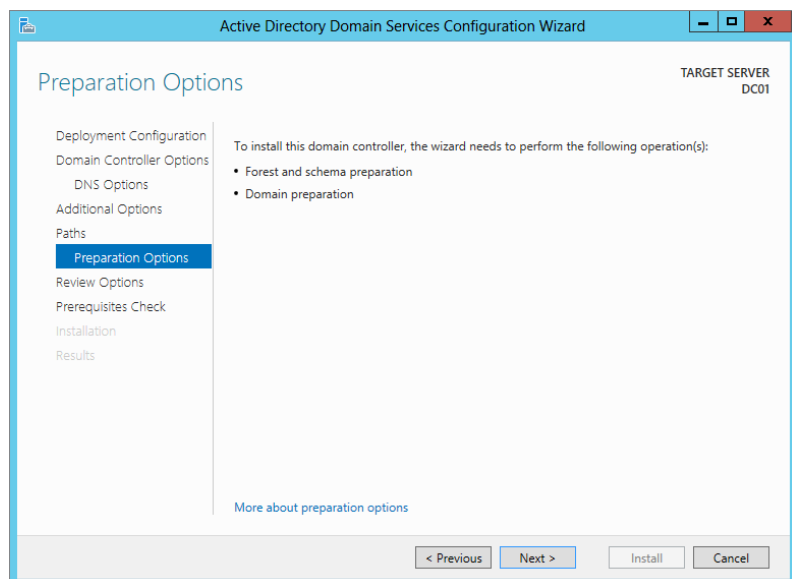 Active Directory Domain Services Configuration Wizard
Preparation Options
TARGET SERVER
DC01
Deployment Configuration
Domain Controller Options
DNS Options
Additional Options
Paths
Preparation Options
Review Options
Prerequisites Check
Installation
Results
To install this domain controller, the wizard needs to perform the following operation(s):
• Forest and schema preparation
• Domain preparation
More about preparation options
< Previous
Next >
Install
Cancel